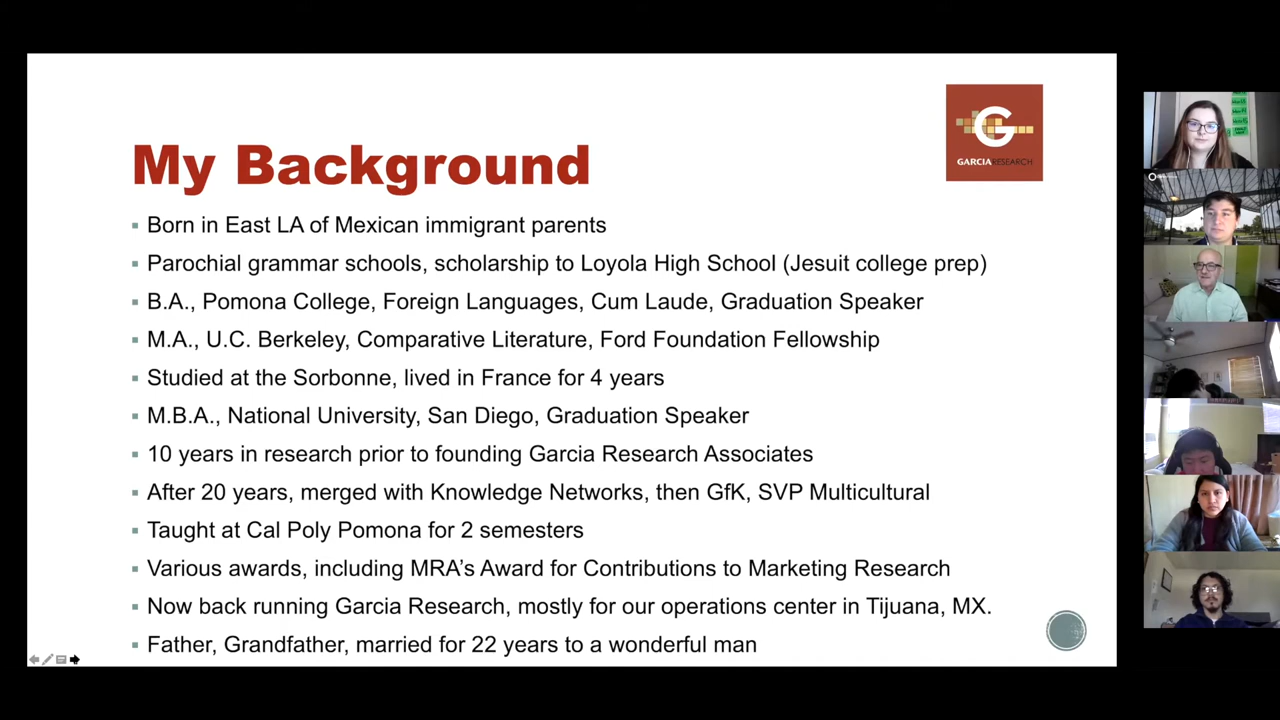 My Background
G
GARCIARESEARCH
Born in East LA of Mexican immigrant parents
Parochial grammar schools, scholarship to Loyola High School (Jesuit college prep)
B.A., Pomona College, Foreign Languages, Cum Laude, Graduation Speaker
M.A., U.C. Berkeley, Comparative Literature, Ford Foundation Fellowship
Studied at the Sorbonne, lived in France for 4 years
M.B.A., National University, San Diego, Graduation Speaker
10 years in research prior to founding Garcia Research Associates
After 20 years, merged with Knowledge Networks, then GfK, SVP Multicultural
Taught at Cal Poly Pomona for 2 semesters
Various awards, including MRA's Award for Contributions to Marketing Research
Now back running Garcia Research, mostly for our operations center in Tijuana, MX.
Father, Grandfather, married for 22 years to a wonderful man